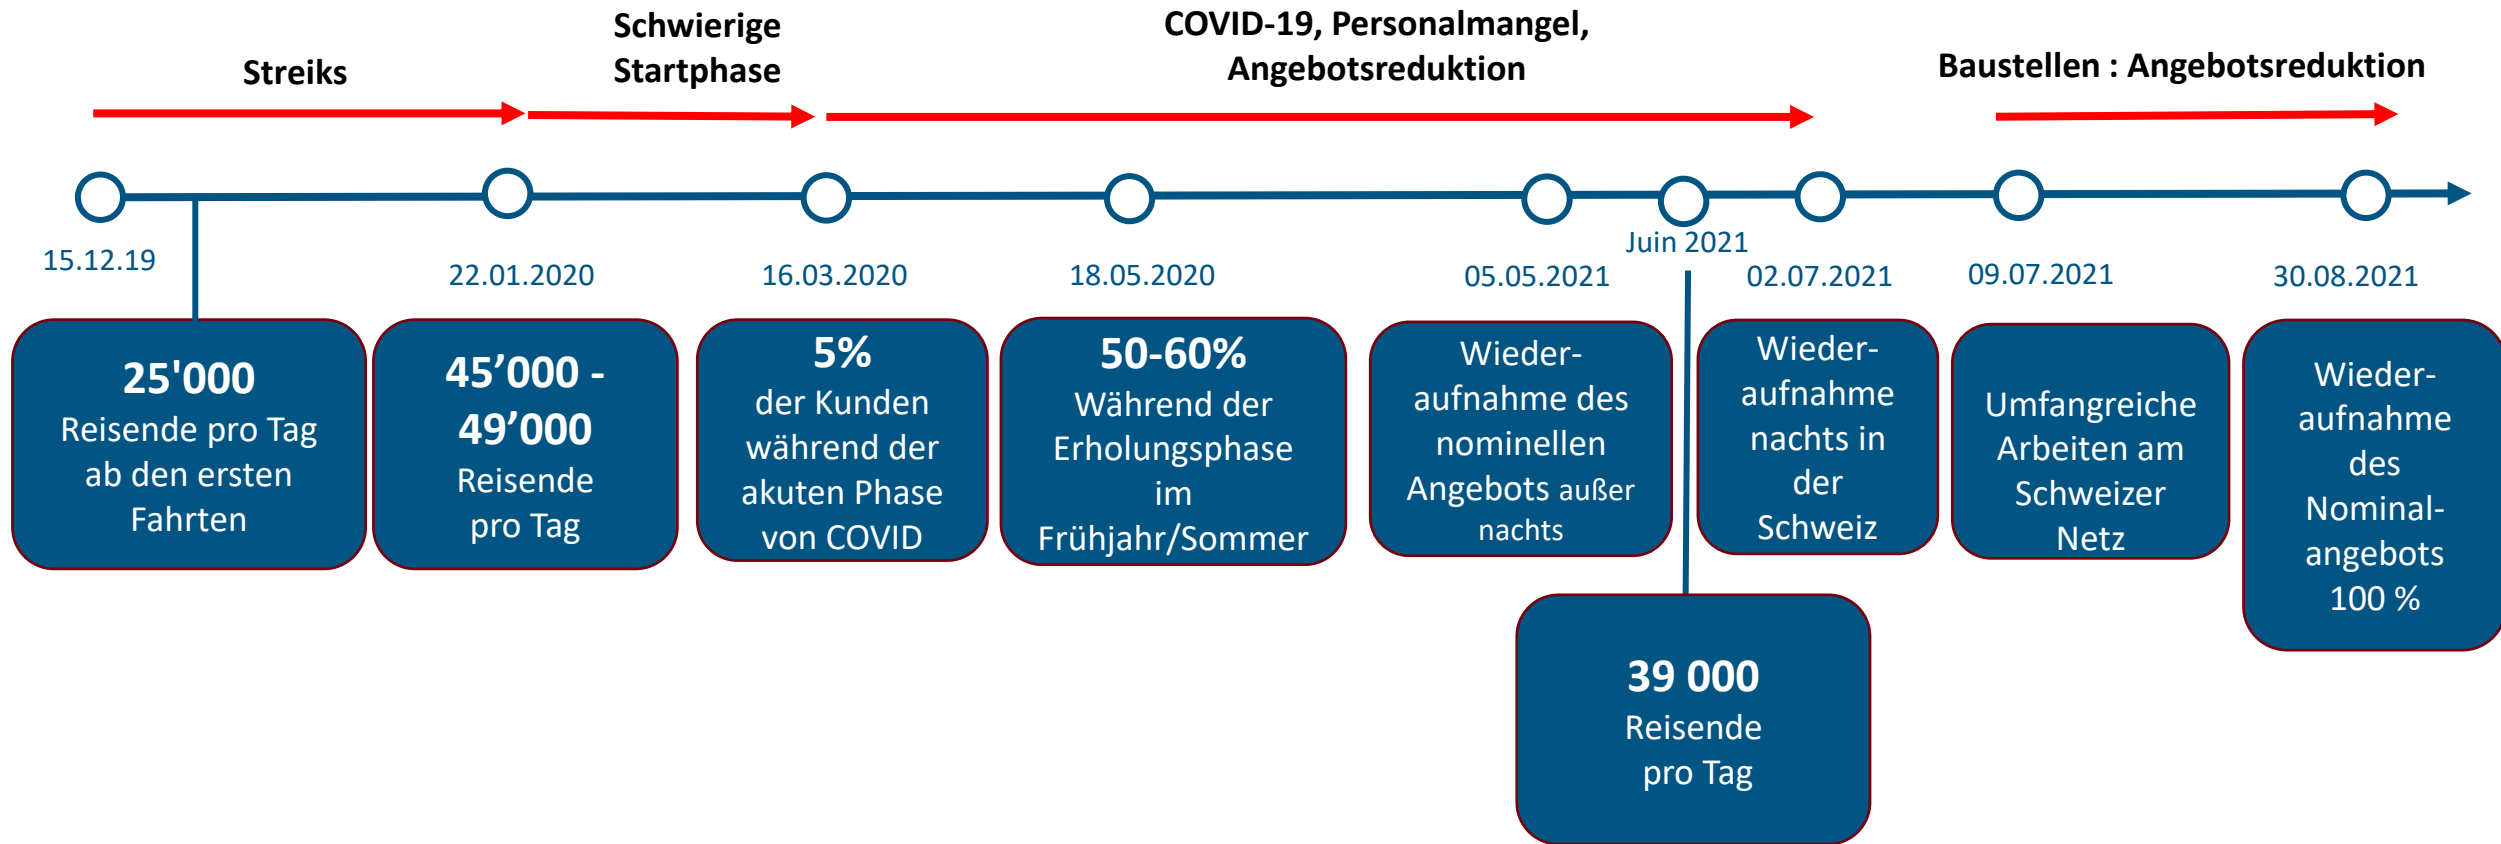 Streiks
Schwierige
Startphase
COVID-19, Personalmangel,
Angebotsreduktion
Baustellen : Angebotsreduktion
15.12.19
22.01.2020
16.03.2020
18.05.2020
05.05.2021
Juin 2021
02.07.2021
09.07.2021
30.08.2021
25'000
Reisende pro Tag
ab den ersten
Fahrten
45’000 -
49’000
Reisende
pro Tag
5%
der Kunden
während der
akuten Phase
von COVID
50-60%
Während der
Erholungsphase
im
Frühjahr/Sommer
Wieder-
aufnahme des
nominellen
Angebots außer
nachts
39 000
Reisende
pro Tag
Wieder-
aufnahme
nachts in
der
Schweiz
Umfangreiche
Arbeiten am
Schweizer
Netz
Wieder-
aufnahme
des
Nominal-
angebots
100 %